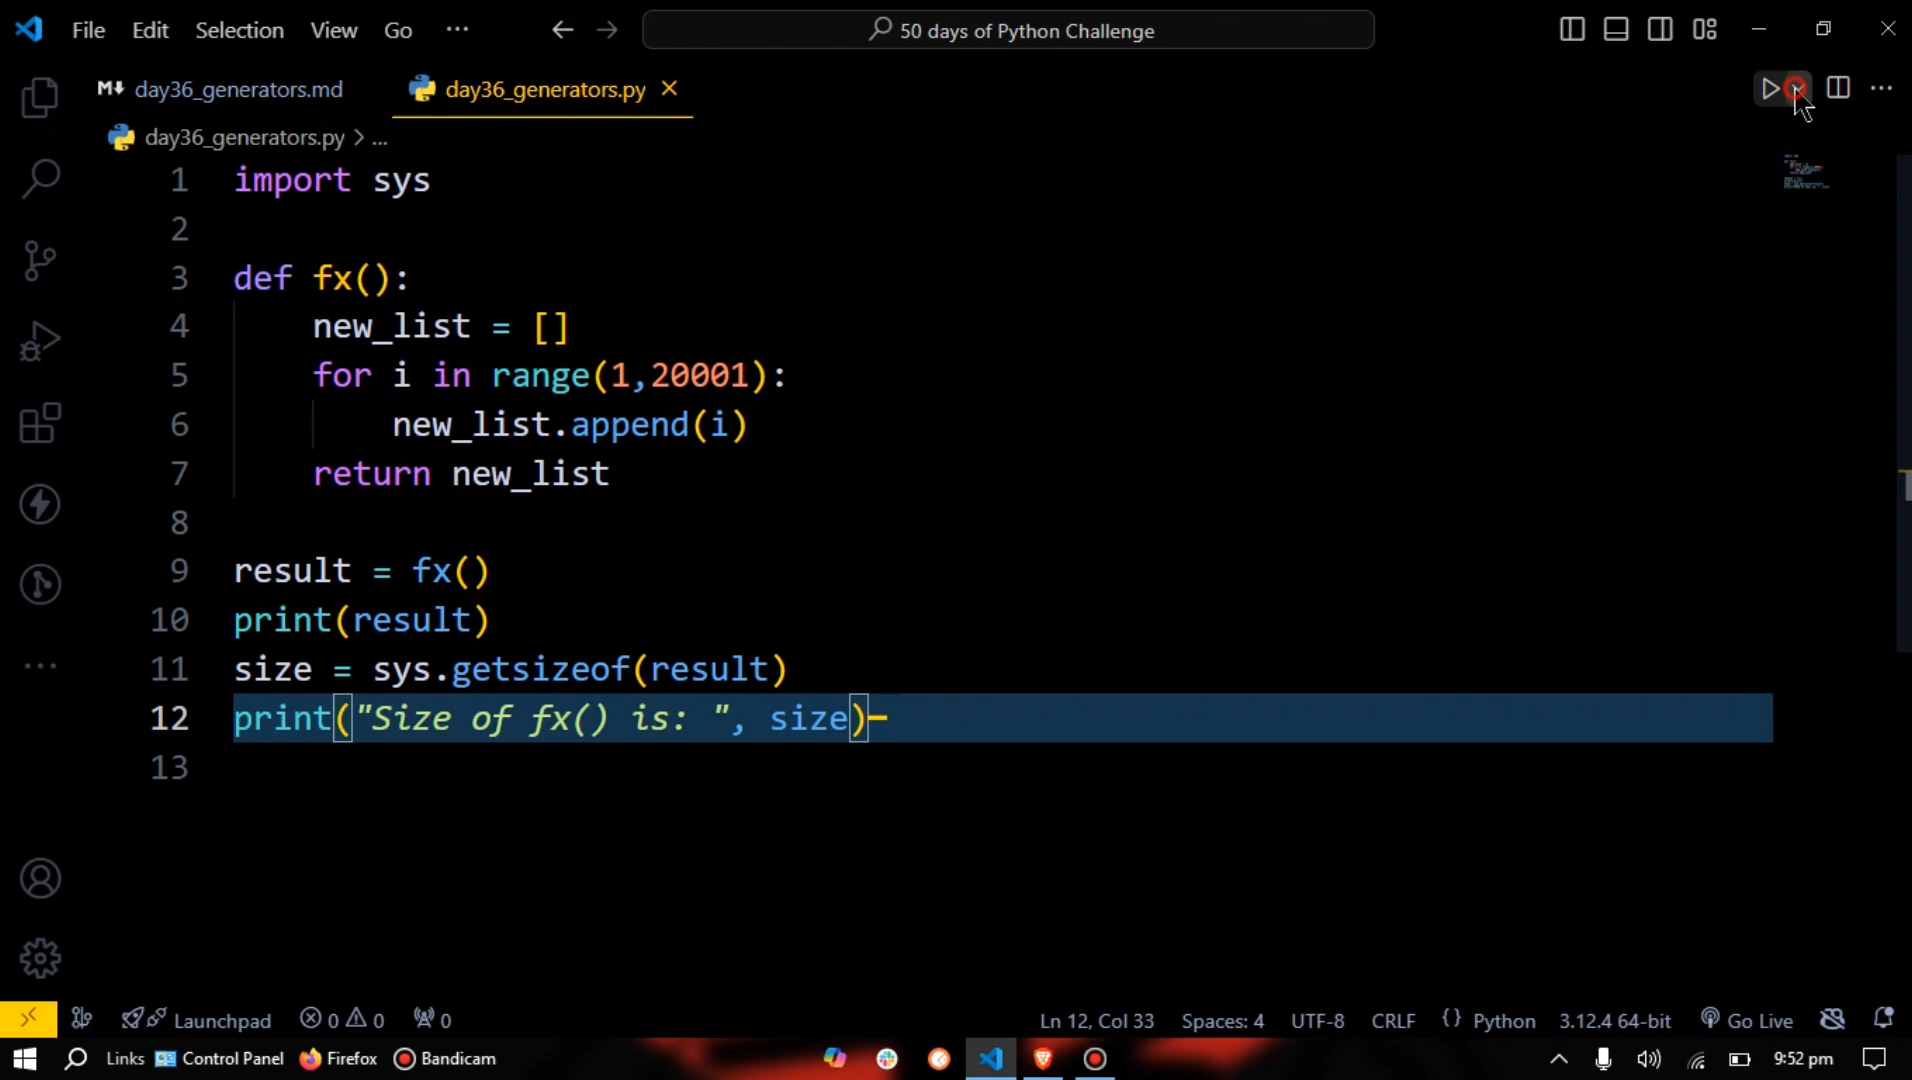 File Edit Selection View Go ···
50 days of Python Challenge
M↓ day36_generators.md
day36_generators.py
day36_generators.py > ...
1 import sys
2
3 def fx():
4     new_list = []
5     for i in range(1,20001):
6         new_list.append(i)
7     return new_list
8
9 result = fx()
10 print(result)
11 size = sys.getsizeof(result)
12 print("Size of fx() is: ", size)
13
Launchpad 0 0 0 Ln 12, Col 33 Spaces: 4 UTF-8 CRLF {} Python 3.12.4 64-bit Go Live
Links Control Panel Firefox Bandicam 9:52 pm